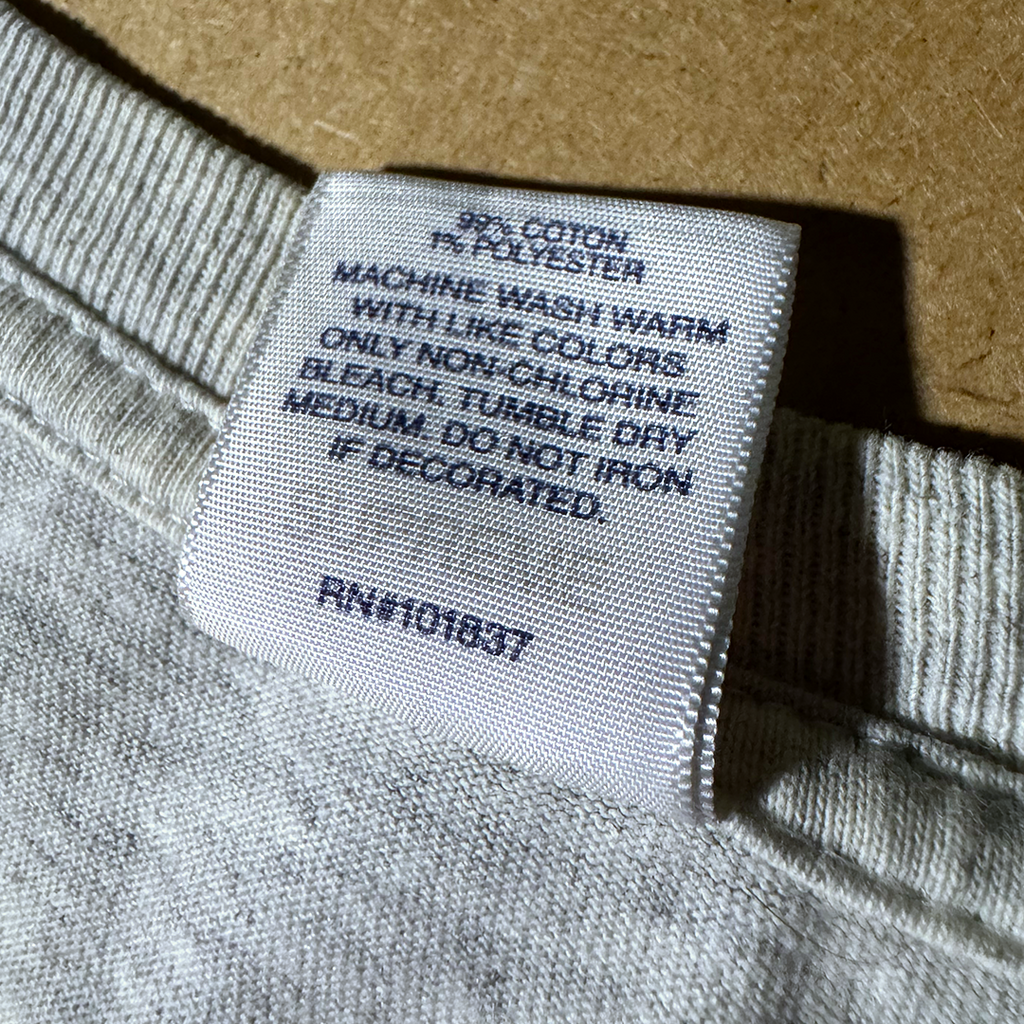 99% COTON
1% POLYESTER
MACHINE WASH WARM
WITH LIKE COLORS
ONLY NON-CHLORINE
BLEACH, TUMBLE DRY
MEDIUM. DO NOT IRON
IF DECORATED.
RN#101837